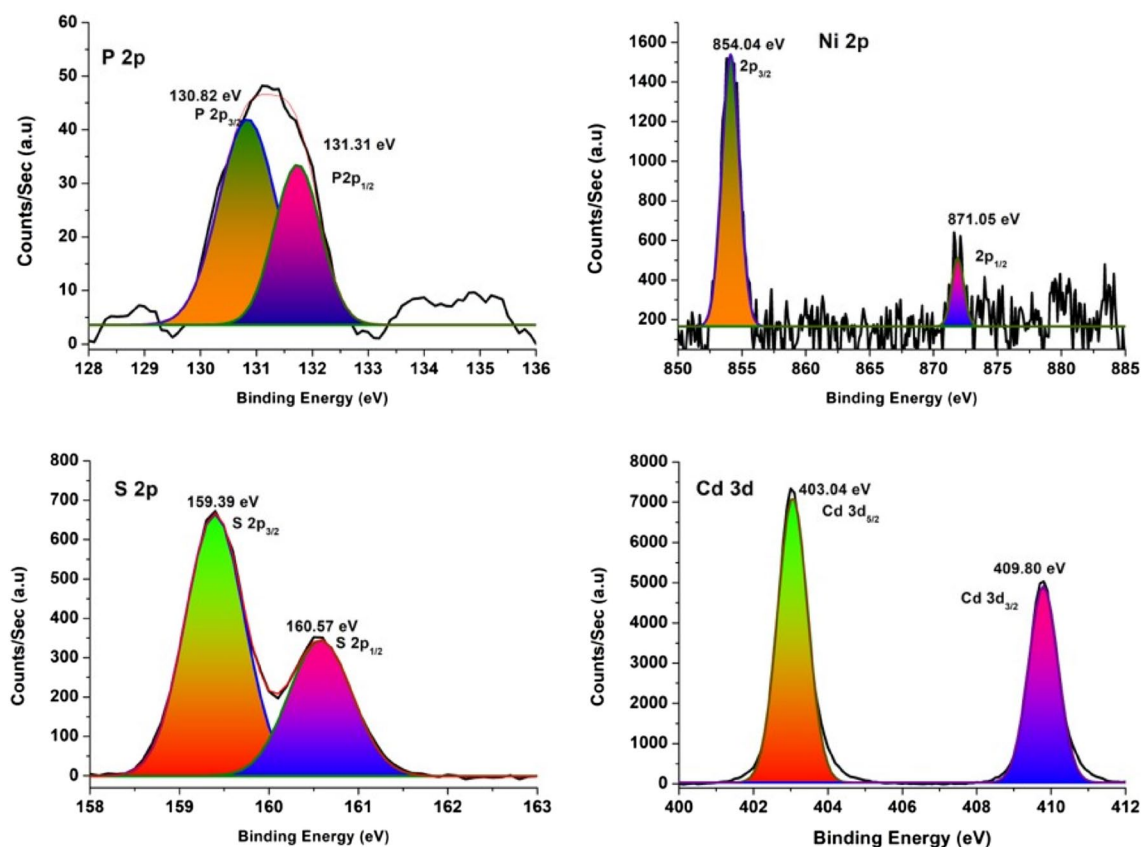 P 2p
130.82 eV
P 2p3/2
131.31 eV
P2p1/2
Counts/Sec (a.u)
60
50
40
30
20
10
0
128 129 130 131 132 133 134 135 136
Binding Energy (eV)
Ni 2p
854.04 eV
2p3/2
871.05 eV
2p1/2
Counts/Sec (a.u)
1600
1400
1200
1000
800
600
400
200
850 855 860 865 870 875 880 885
Binding Energy (eV)
S 2p
159.39 eV
S 2p3/2
160.57 eV
S 2p1/2
Counts/Sec (a.u)
800
700
600
500
400
300
200
100
0
158 159 160 161 162 163
Binding Energy (eV)
Cd 3d
403.04 eV
Cd 3d5/2
409.80 eV
Cd 3d3/2
Counts/Sec (a.u)
8000
7000
6000
5000
4000
3000
2000
1000
0
400 402 404 406 408 410 412
Binding Energy (eV)